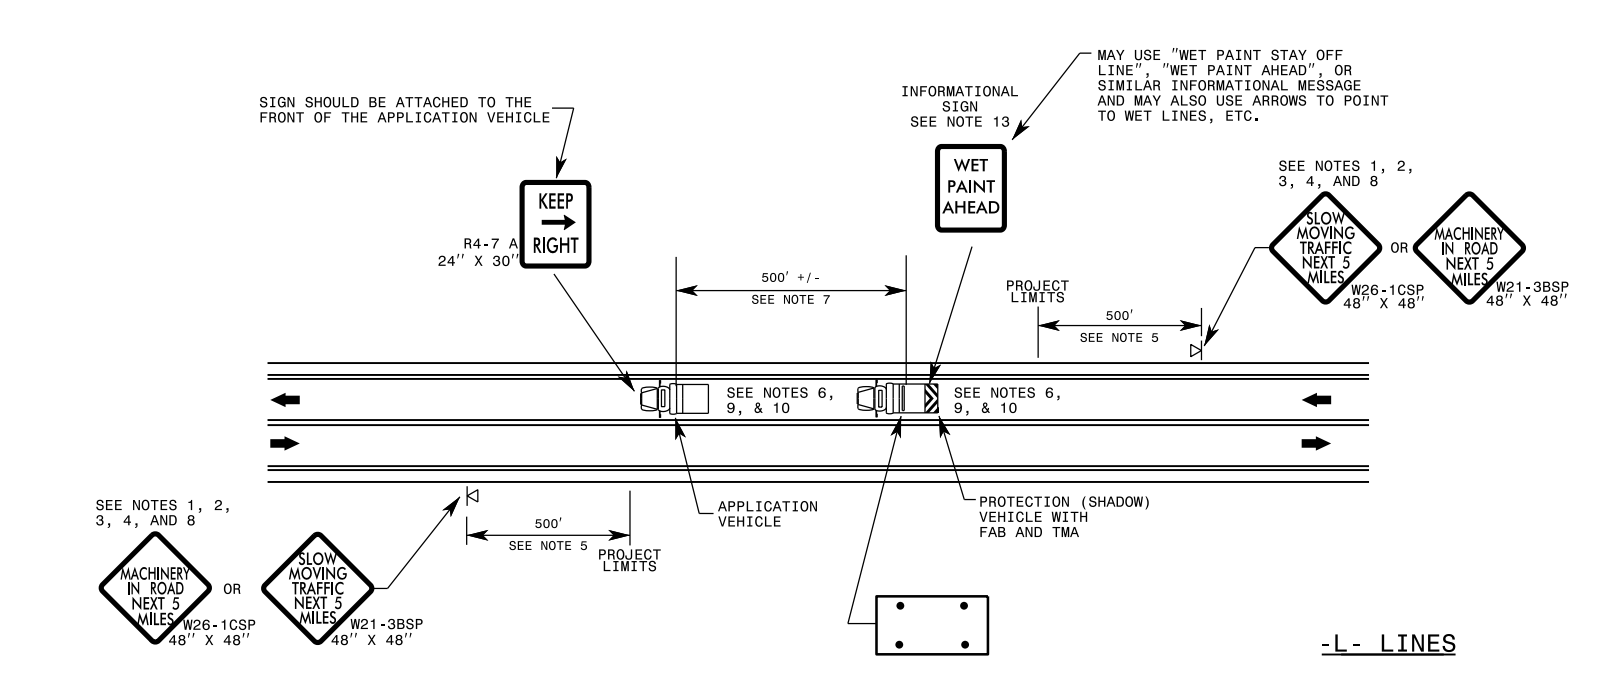 MAY USE "WET PAINT STAY OFF
LINE", "WET PAINT AHEAD", OR
SIMILAR INFORMATIONAL MESSAGE
AND MAY ALSO USE ARROWS TO POINT
TO WET LINES, ETC.
SIGN SHOULD BE ATTACHED TO THE
FRONT OF THE APPLICATION VEHICLE
INFORMATIONAL
SIGN
SEE NOTE 13
WET
PAINT
AHEAD
KEEP
RIGHT
R4-7 A
24'' X 30''
SEE NOTES 1, 2,
3, 4, AND 8
SLOW
MOVING
TRAFFIC
NEXT 5
MILES
W26-1CSP
48'' X 48''
OR
MACHINERY
IN ROAD
NEXT 5
MILES
W21-3BSP
48'' X 48''
500' +/-
SEE NOTE 7
PROJECT
LIMITS
500'
SEE NOTE 5
SEE NOTES 6,
9, & 10
SEE NOTES 6,
9, & 10
APPLICATION
VEHICLE
PROTECTION (SHADOW)
VEHICLE WITH
FAB AND TMA
SEE NOTES 1, 2,
3, 4, AND 8
MACHINERY
IN ROAD
NEXT 5
MILES
W26-1CSP
48'' X 48''
OR
SLOW
MOVING
TRAFFIC
NEXT 5
MILES
W21-3BSP
48'' X 48''
500'
SEE NOTE 5
PROJECT
LIMITS
-L- LINES